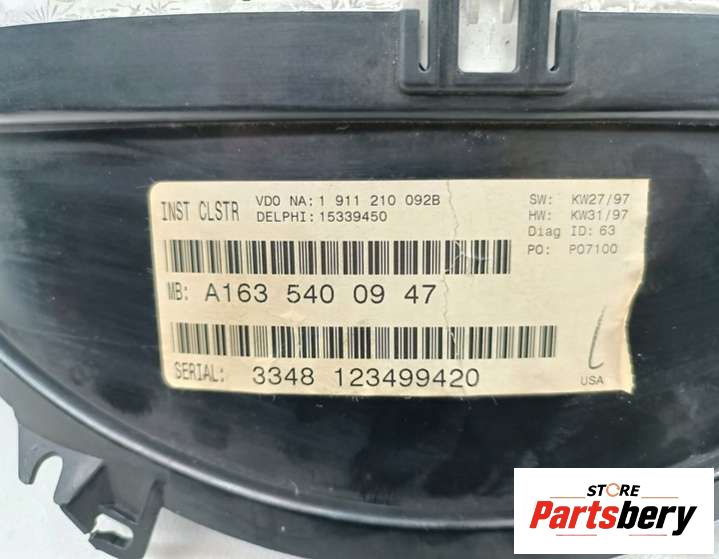 INST CLSTR
VDO NA: 1 911 210 092B
DELPHI: 15339450
SW: KW27/97
HW: KW31/97
Diag ID: 63
PO: P07100
MB: A163 540 09 47
SERIAL: 3348 123499420
USA
STORE
Partsbery